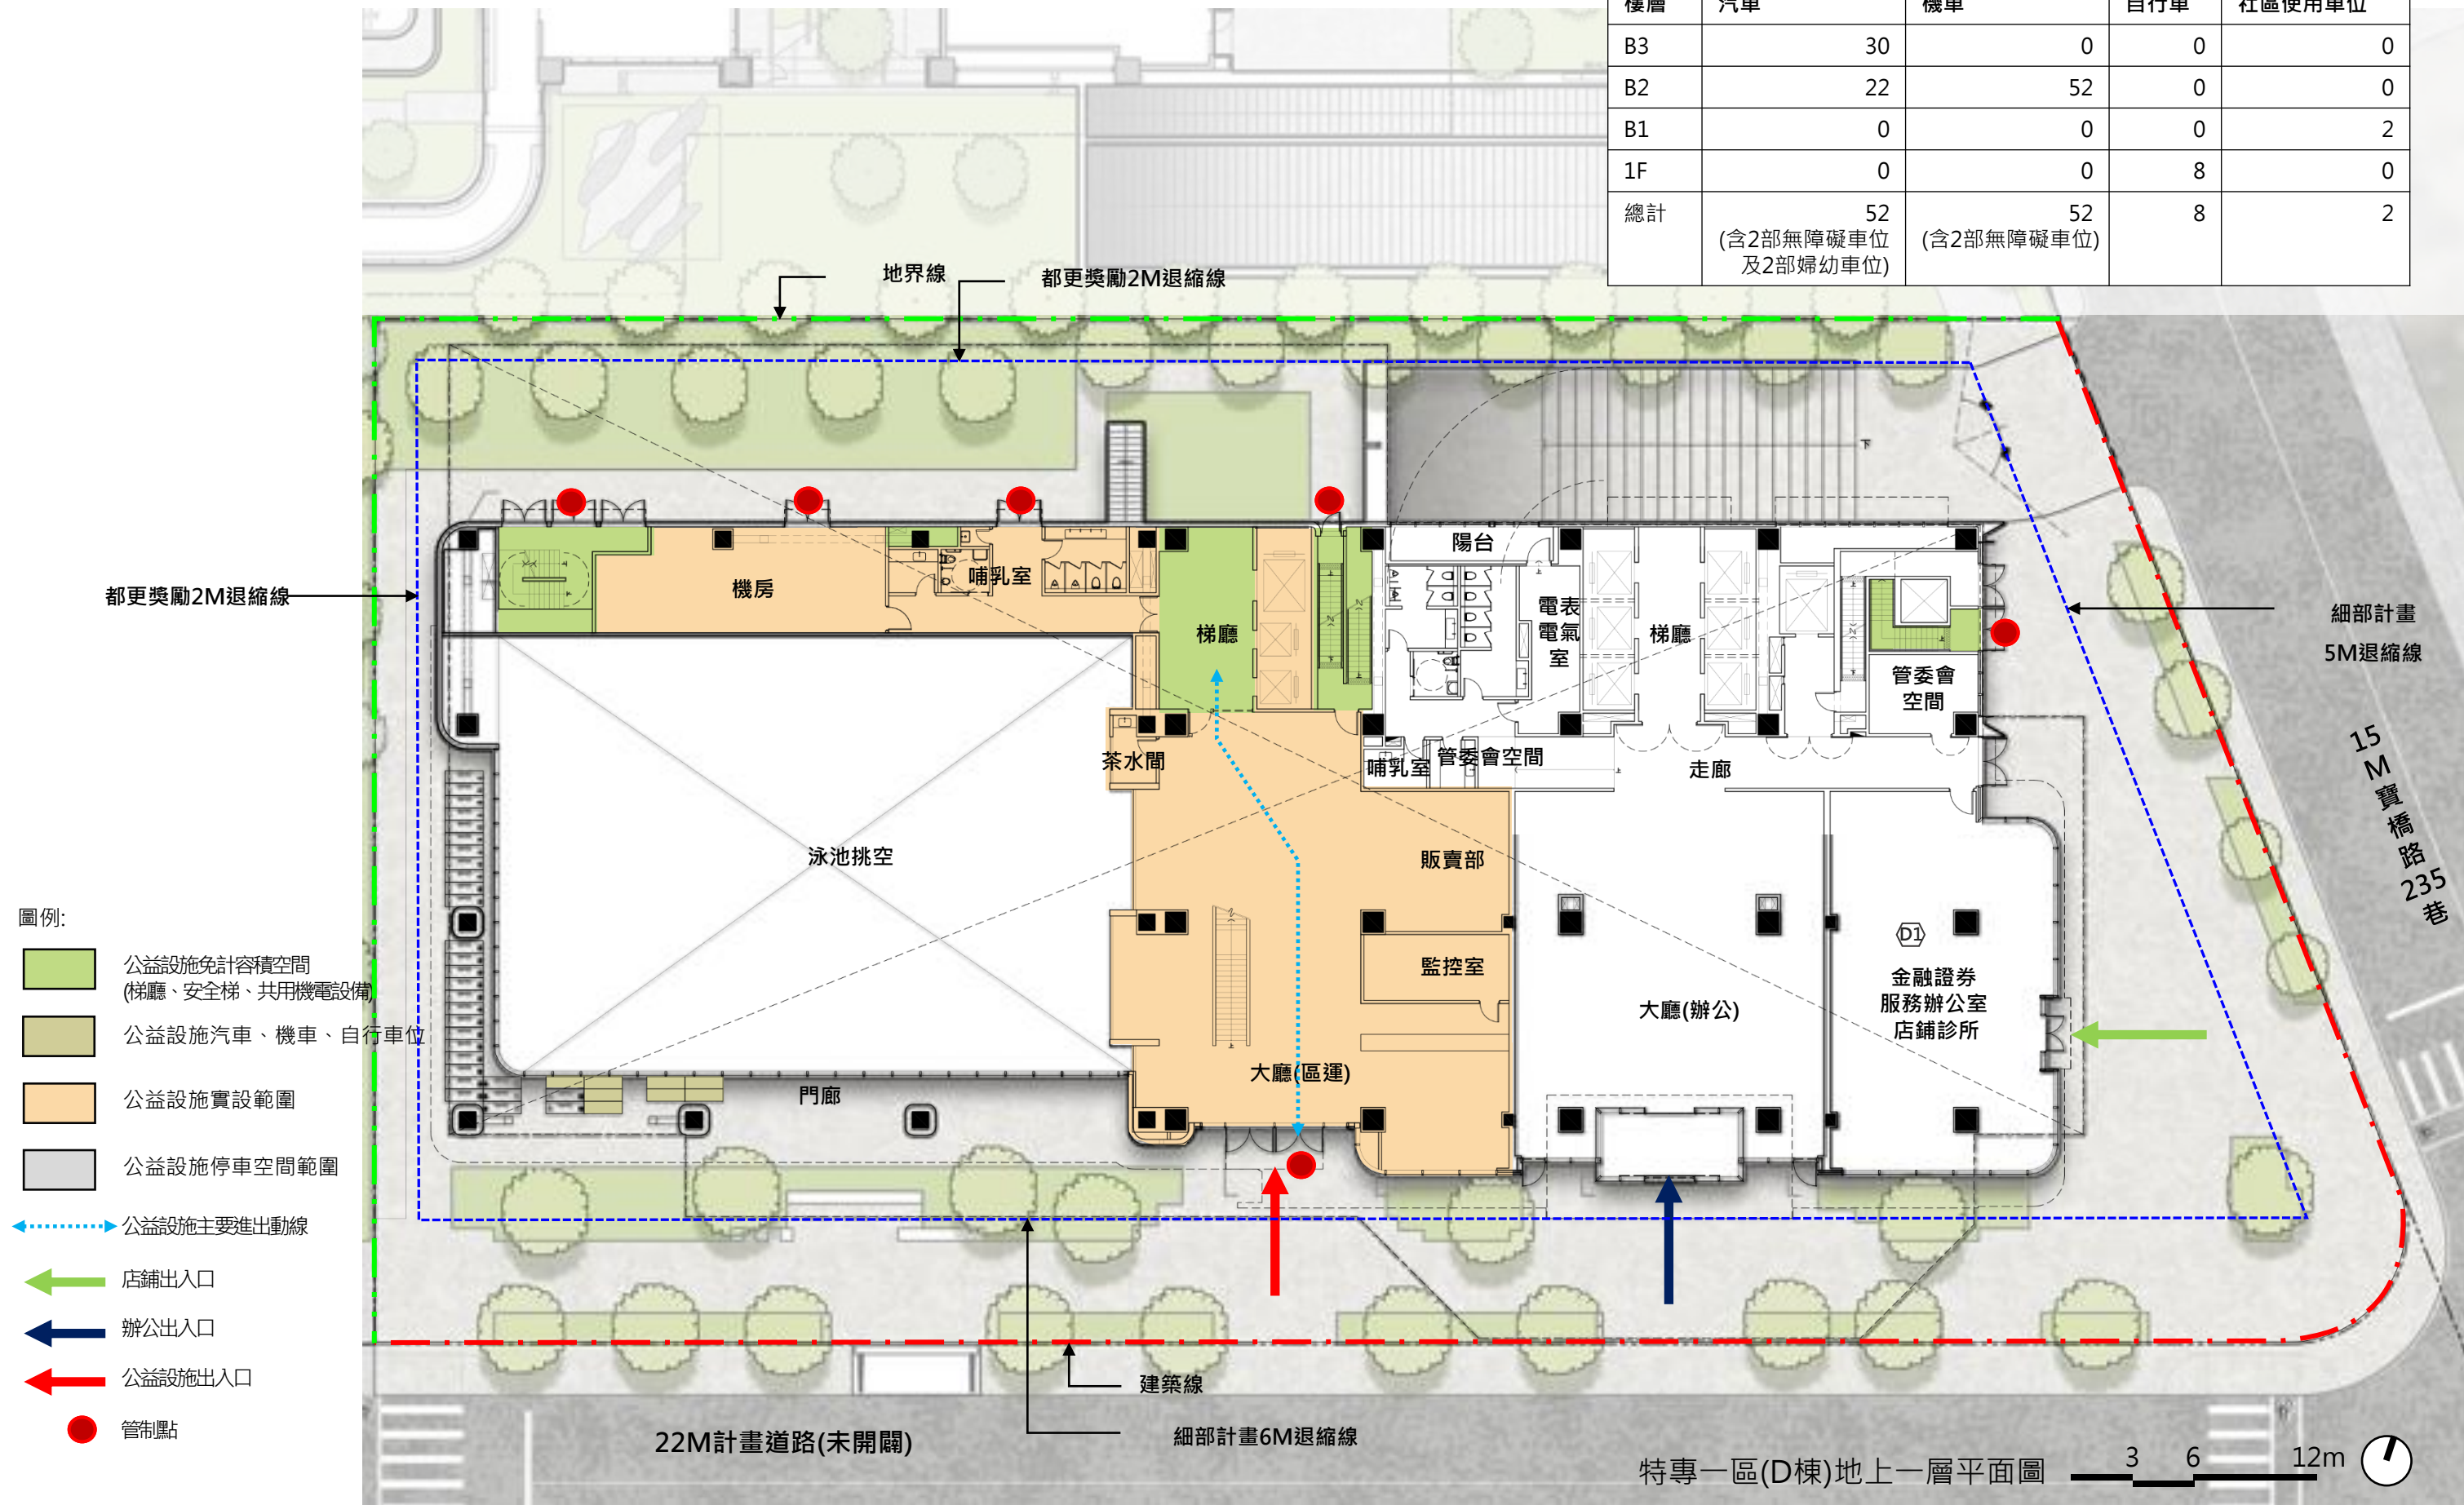 樓層 汽車 機車 自行車 社區使用車位
B3 30 0 0 0
B2 22 52 0 0
B1 0 0 0 2
1F 0 0 8 0
總計 52 52 8 2
(含2部無障礙車位 (含2部無障礙車位)
及2部婦幼車位)
地界線
都更獎勵2M退縮線
都更獎勵2M退縮線
細部計畫
5M退縮線
15
M
寶
橋
路
235
巷
下
陽台
機房
哺乳室
梯廳
電表
電氣
室
梯廳
管委會
空間
茶水間
哺乳室
管委會空間
走廊
泳池挑空
販賣部
監控室
D1
金融證券
服務辦公室
店鋪診所
大廳(辦公)
大廳(區運)
門廊
圖例:
公益設施免計容積空間
(梯廳、安全梯、共用機電設備)
公益設施汽車、機車、自行車位
公益設施實設範圍
公益設施停車空間範圍
公益設施主要進出動線
店鋪出入口
辦公出入口
公益設施出入口
管制點
建築線
細部計畫6M退縮線
22M計畫道路(未開闢)
特專一區(D棟)地上一層平面圖
3 6 12m